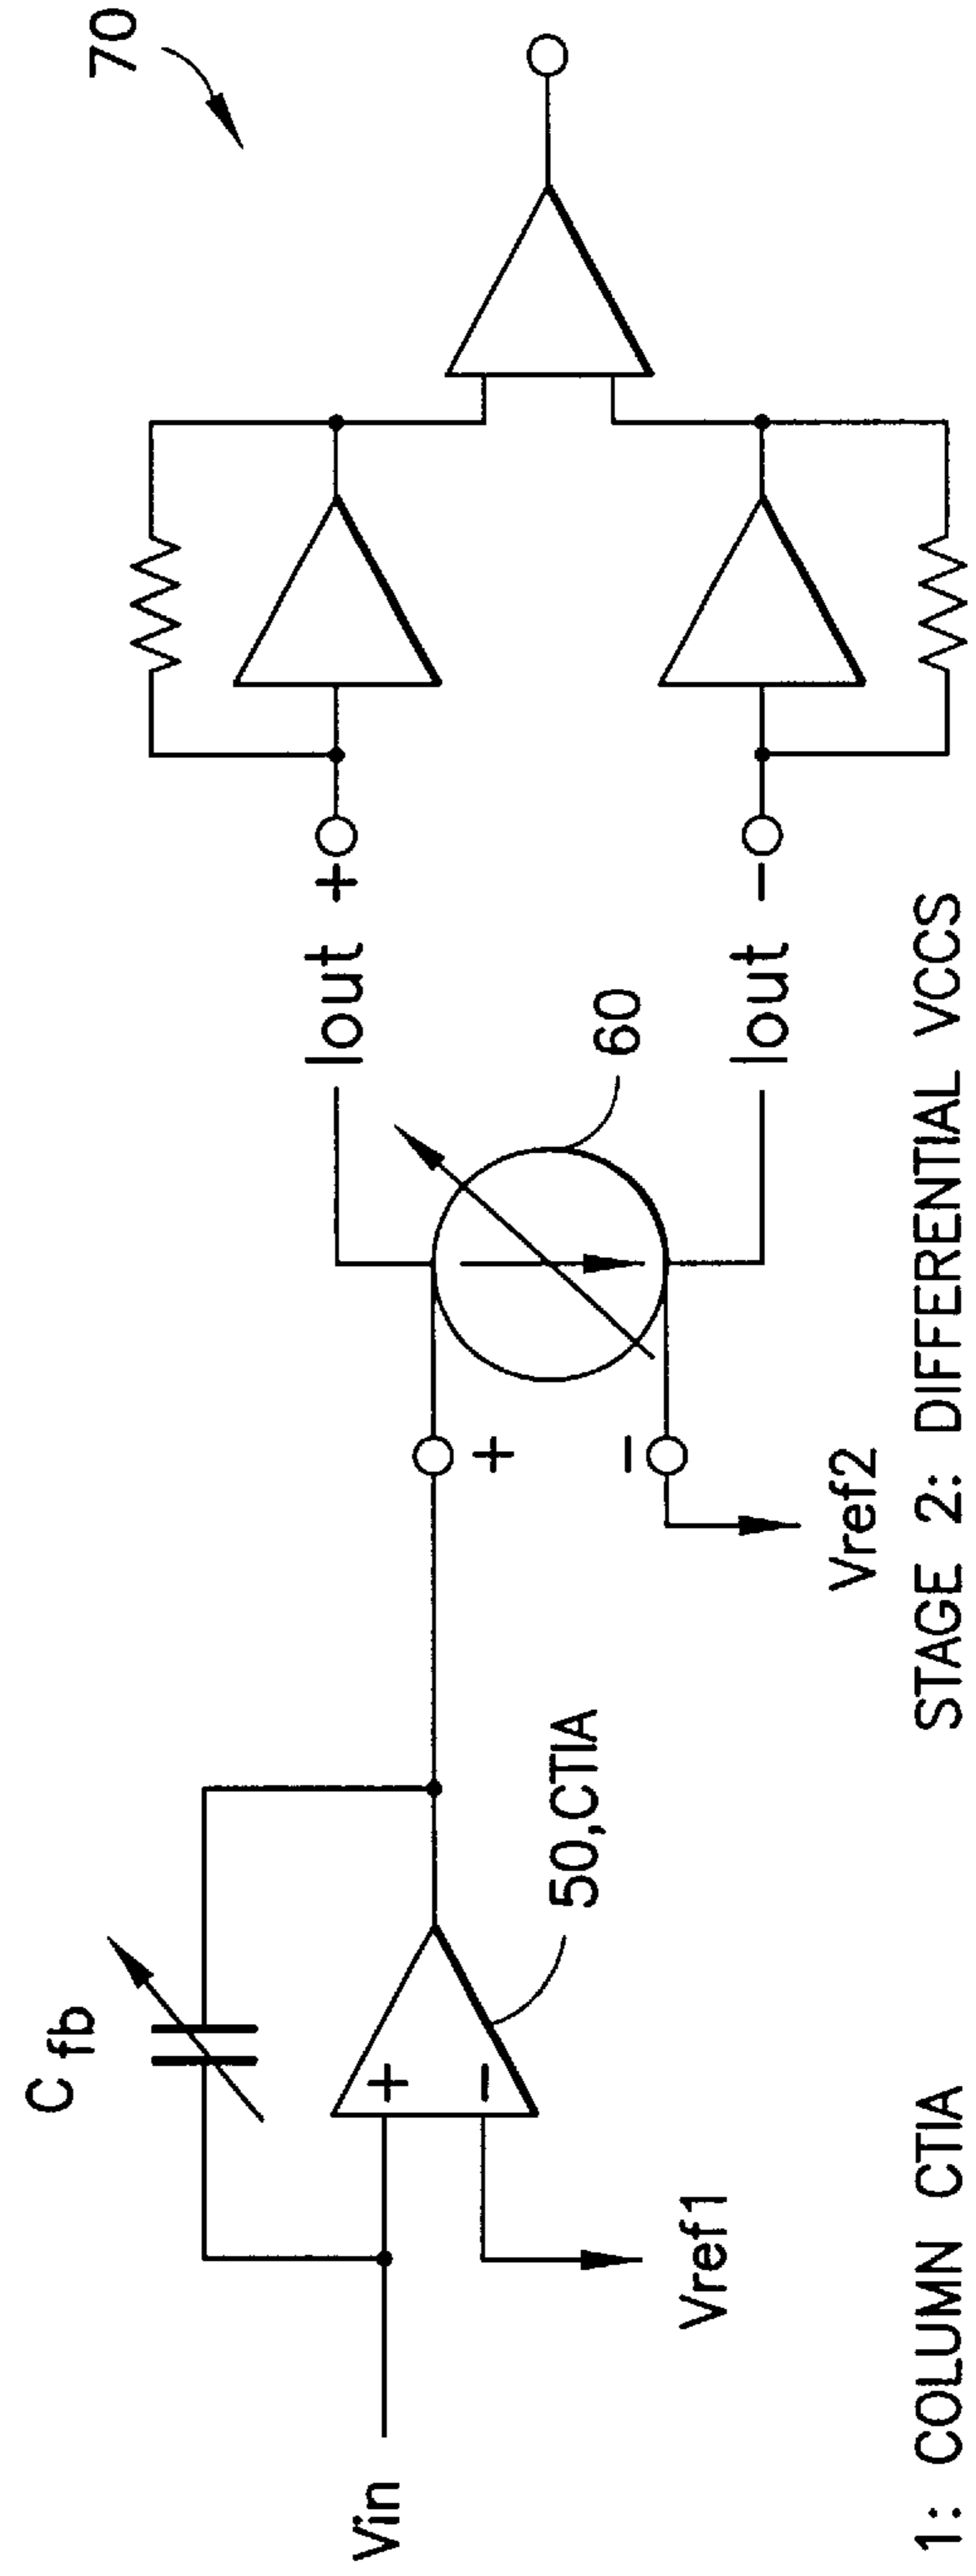 70
C fb
Vin
+
−
Vref1
50,CTIA
+
−
Vref2
60
Iout +
Iout −
1: COLUMN CTIA
STAGE 2: DIFFERENTIAL VCCS